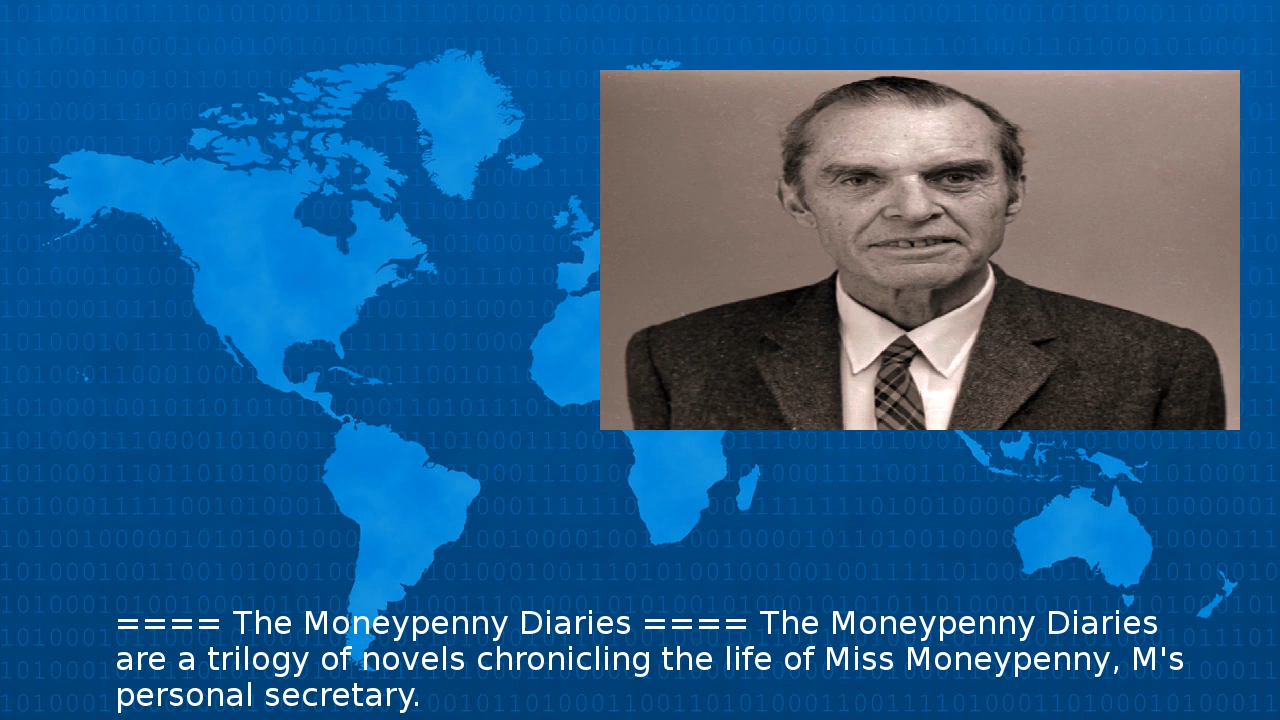 ==== The Moneypenny Diaries ==== The Moneypenny Diaries
are a trilogy of novels chronicling the life of Miss Moneypenny, M's
personal secretary.